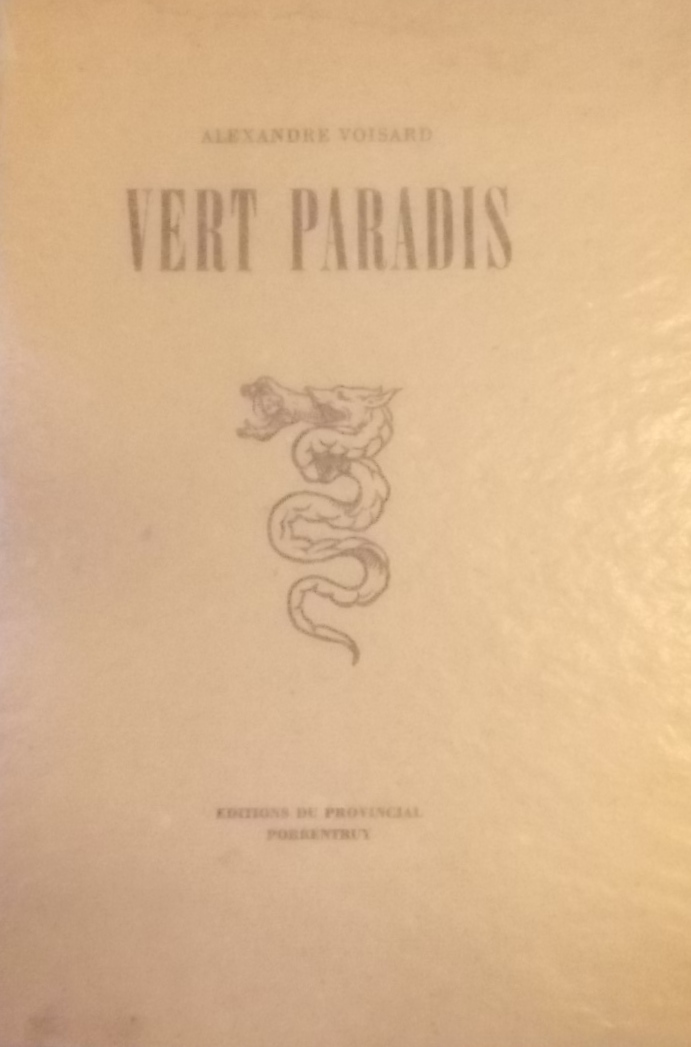 ALEXANDRE VOISARD
VERT PARADIS
EDITIONS DU PROVINCIAL
PORRENTRUY